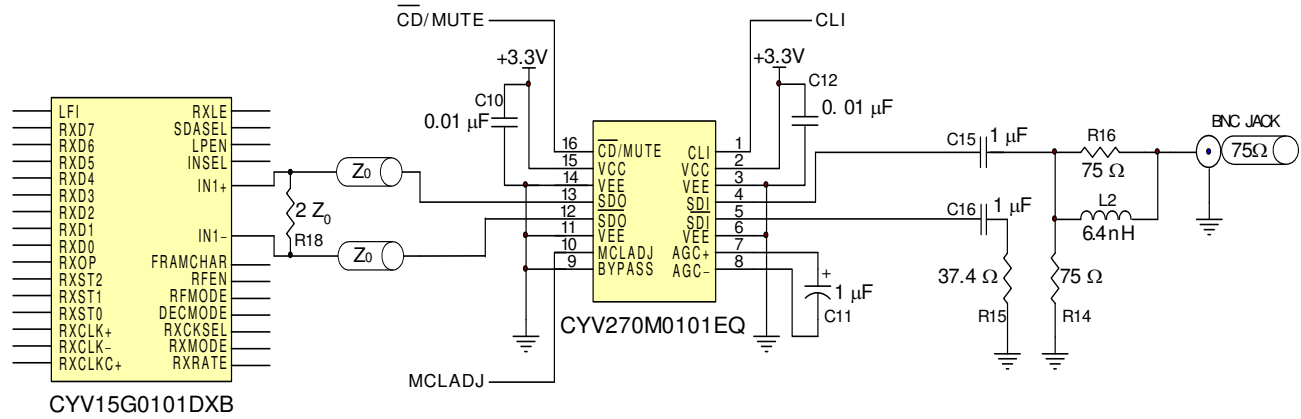 CD/MUTE
CLI
+3.3V
+3.3V
C10
0.01 µF
C12
0. 01 µF
LFI
RXD7
RXD6
RXD5
RXD4
RXD3
RXD2
RXD1
RXD0
RXOP
RXST2
RXST1
RXST0
RXCLK+
RXCLK-
RXCLKC+
RXLE
SDASEL
LPEN
INSEL
IN1+
IN1-
FRAMCHAR
RFEN
RFMODE
DECMODE
RXCKSEL
RXMODE
RXRATE
CYV15G0101DXB
Z0
2 Z0
R18
Z0
16 CD/MUTE
15 VCC
14 VEE
13 SDO
12 SDO
11 VEE
10 MCLADJ
9 BYPASS
CLI 1
VCC 2
VEE 3
SDI 4
SDI 5
VEE 6
AGC+ 7
AGC- 8
CYV270M0101EQ
MCLADJ
+
1 µF
C11
C15
1 µF
C16
1 µF
R16
75 Ω
L2
6.4nH
37.4 Ω
R15
75 Ω
R14
BNC JACK
75Ω